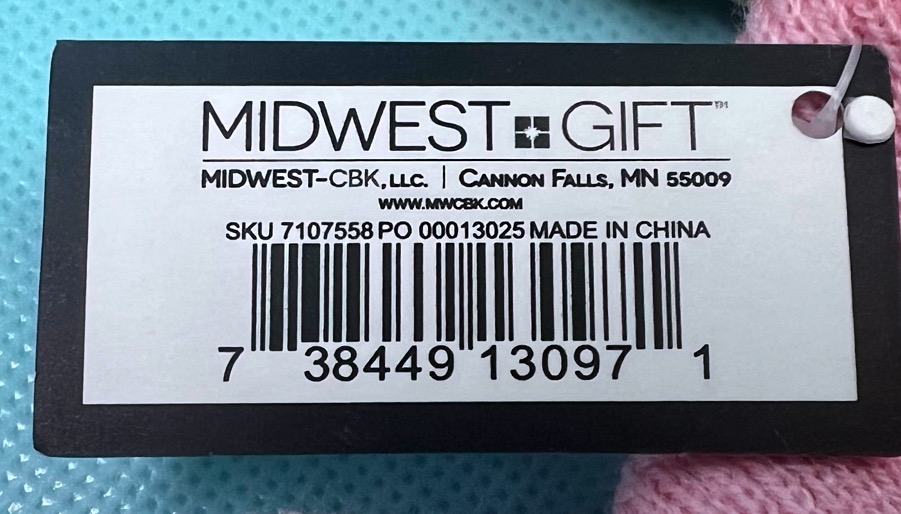 MIDWEST GIFT™
MIDWEST-CBK, LLC. | CANNON FALLS, MN 55009
WWW.MWCBK.COM
SKU 7107558 PO 00013025 MADE IN CHINA
7 38449 13097 1